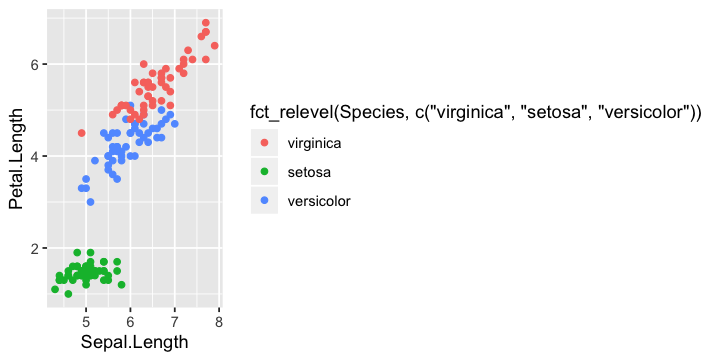 6
4
2
Petal.Length
5 6 7 8
Sepal.Length
fct_relevel(Species, c("virginica", "setosa", "versicolor"))
virginica
setosa
versicolor